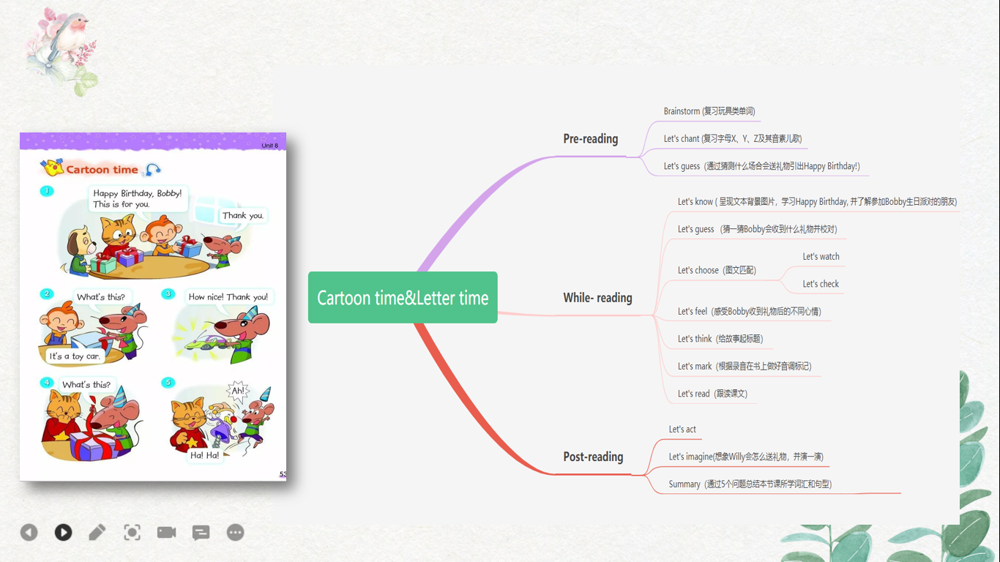 Unit 8
Cartoon time
1
Happy Birthday, Bobby!
This is for you.
Thank you.
2
What's this?
It's a toy car.
3
How nice! Thank you!
4
What's this?
5
Ah!
Ha! Ha!
53
Cartoon time&Letter time
Pre-reading
Brainstorm (复习玩具类单词)
Let's chant (复习字母X、Y、Z及其音素儿歌)
Let's guess (通过猜测什么场合会送礼物引出Happy Birthday!)
While- reading
Let's know ( 呈现文本背景图片，学习Happy Birthday, 并了解参加Bobby生日派对的朋友)
Let's guess (猜一猜Bobby会收到什么礼物并校对)
Let's choose (图文匹配)
Let's watch
Let's check
Let's feel (感受Bobby收到礼物后的不同心情)
Let's think (给故事起标题)
Let's mark (根据录音在书上做好音调标记)
Let's read (跟读课文)
Post-reading
Let's act
Let's imagine(想象Willy会怎么送礼物，并演一演)
Summary (通过5个问题总结本节课所学词汇和句型)